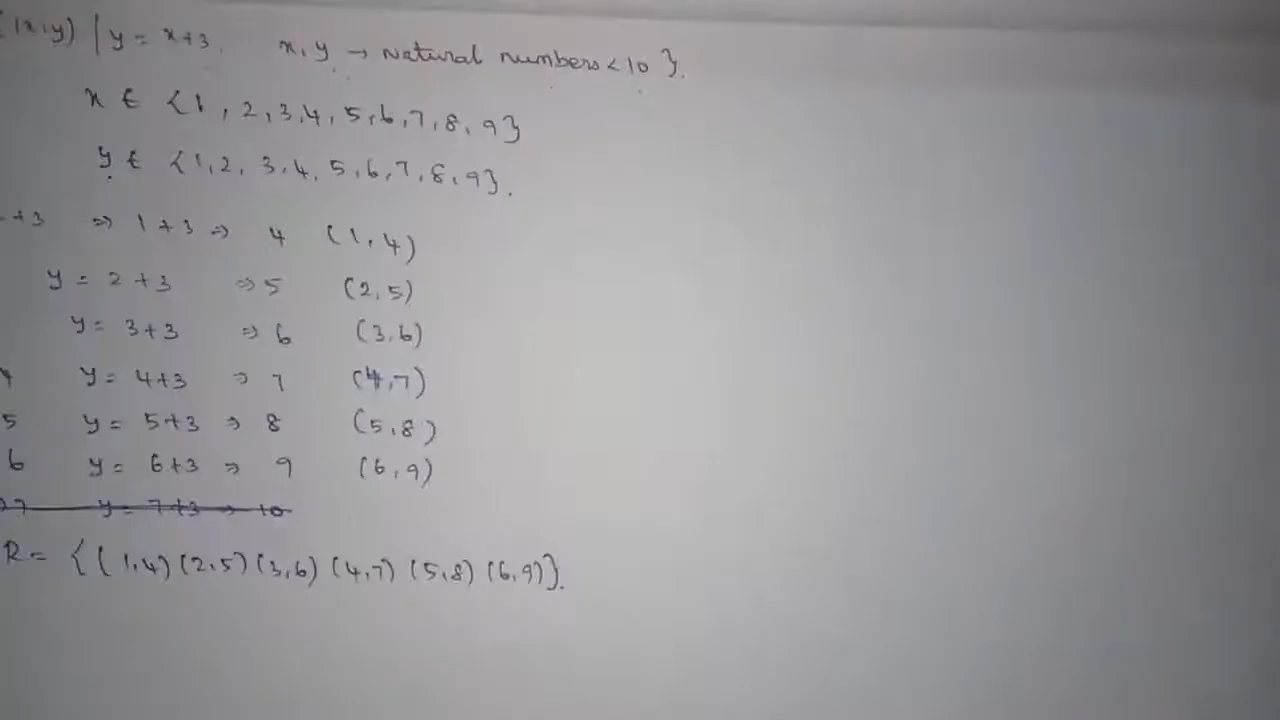 (x,y) | y = x+3, x, y → natural numbers < 10 }.
x ∈ {1, 2, 3, 4, 5, 6, 7, 8, 9}
y ∈ {1, 2, 3, 4, 5, 6, 7, 8, 9}.
+3 ⇒ 1+3 ⇒ 4 (1,4)
y = 2+3 ⇒ 5 (2,5)
y = 3+3 ⇒ 6 (3,6)
y = 4+3 ⇒ 7 (4,7)
5 y = 5+3 ⇒ 8 (5,8)
6 y = 6+3 ⇒ 9 (6,9)
7 y = 7+3 → 10
R = {(1,4) (2,5) (3,6) (4,7) (5,8) (6,9)}.